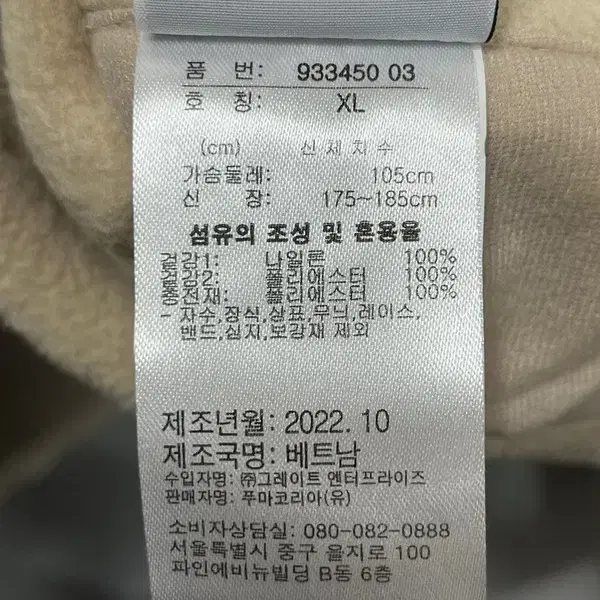 품 번: 933450 03
호 칭: XL
(cm) 신체치수
가슴둘레: 105cm
신 장: 175~185cm
섬유의 조성 및 혼용율
겉감1: 나일론 100%
겉감2: 폴리에스터 100%
충전재: 폴리에스터 100%
- 자수,장식,상표,무늬,레이스,
밴드,심지,보강재 제외
제조년월: 2022. 10
제조국명: 베트남
수입자명: ㈜그레이트 엔터프라이즈
판매자명: 푸마코리아(유)
소비자상담실: 080-082-0888
서울특별시 중구 을지로 100
파인에비뉴빌딩 B동 6층